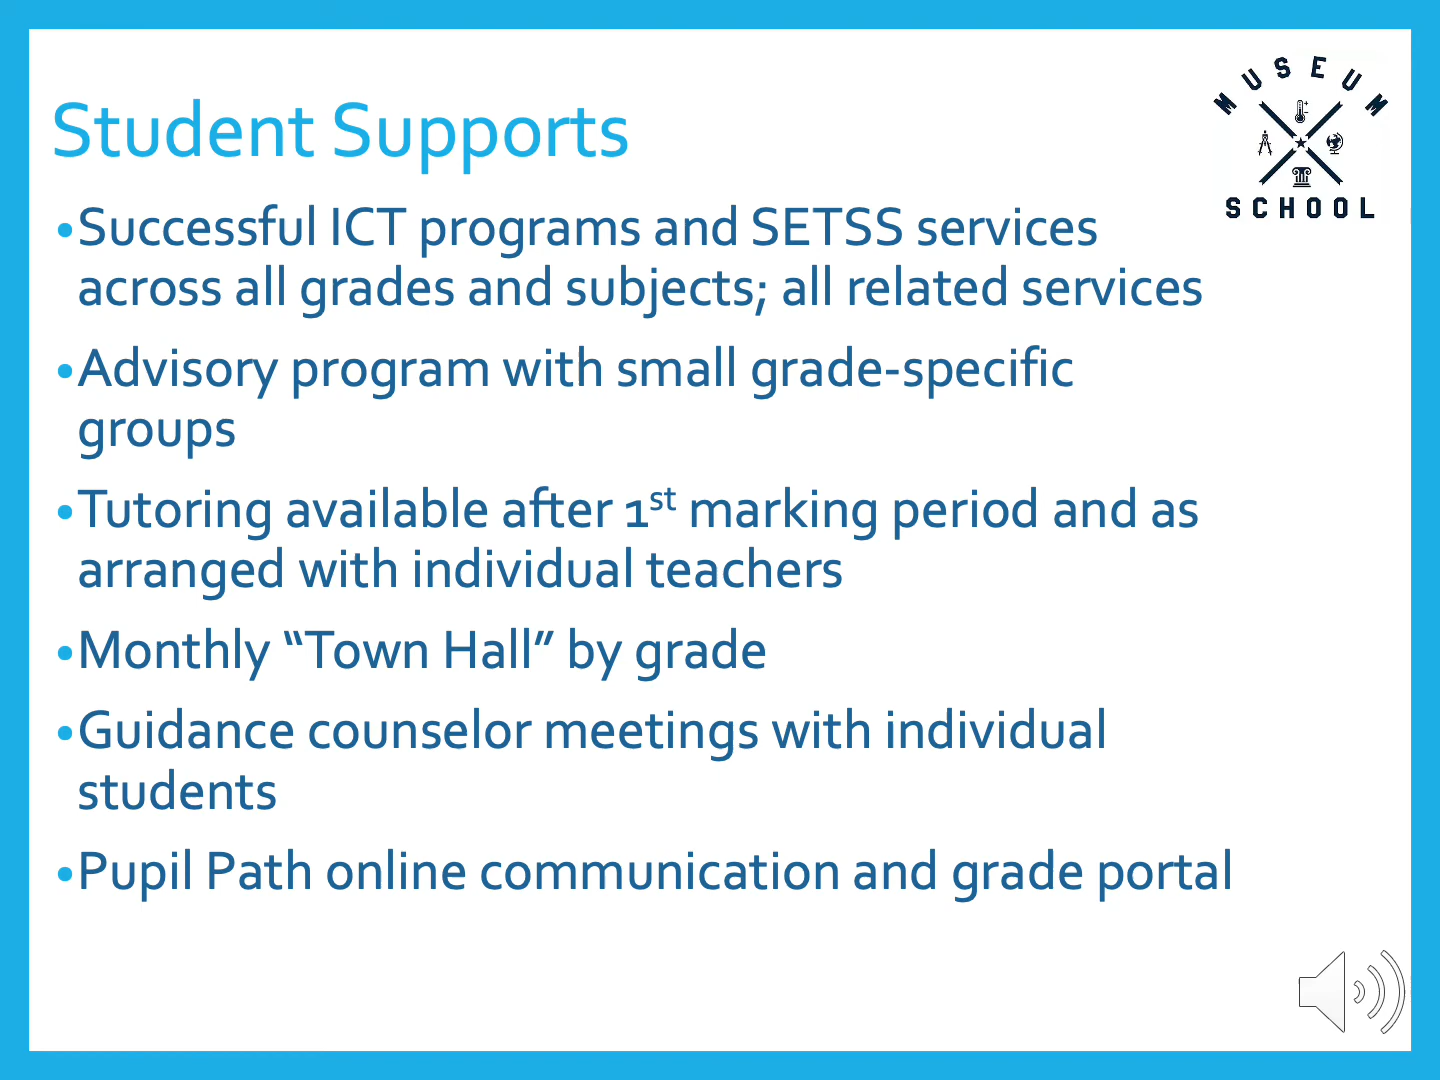 MUSEUM
SCHOOL
Student Supports
•Successful ICT programs and SETSS services
across all grades and subjects; all related services
•Advisory program with small grade-specific
groups
•Tutoring available after 1st marking period and as
arranged with individual teachers
•Monthly “Town Hall” by grade
•Guidance counselor meetings with individual
students
•Pupil Path online communication and grade portal